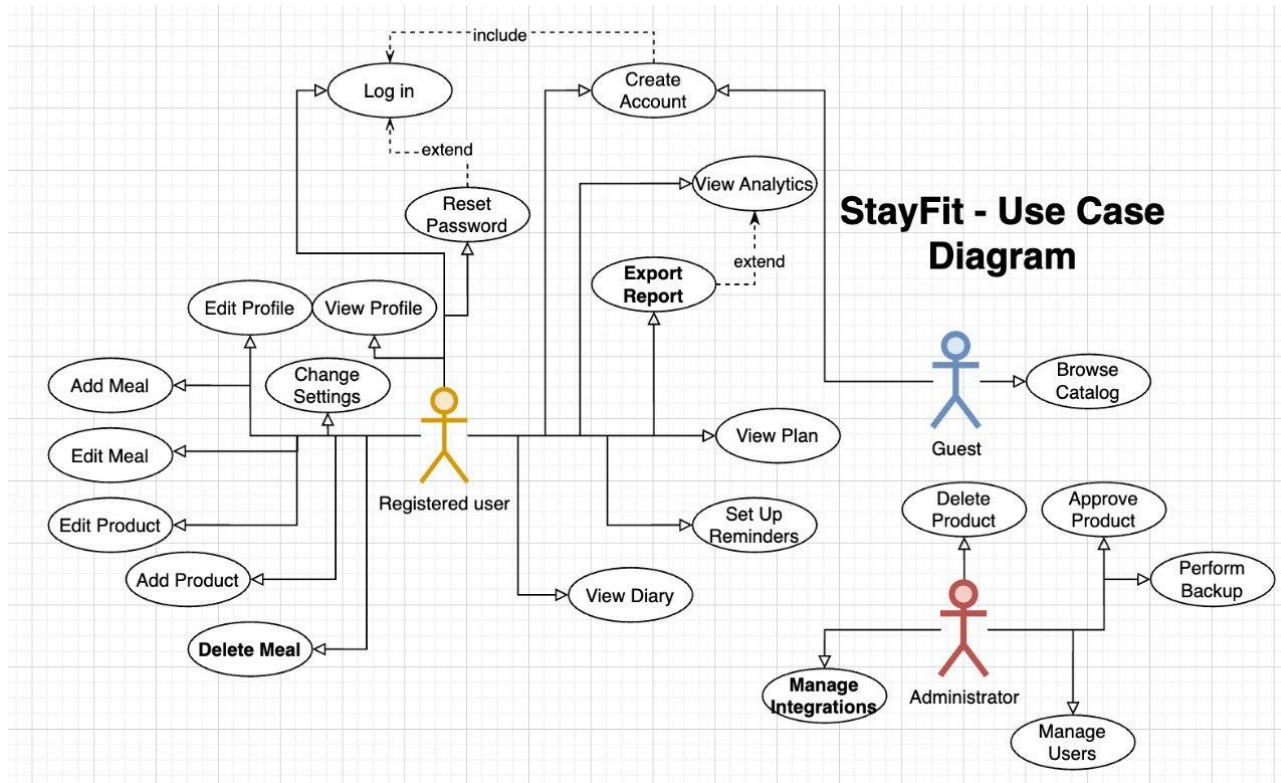 include
Log in
Create
Account
extend
View Analytics
Reset
Password
StayFit - Use Case
Diagram
extend
Export
Report
Edit Profile
View Profile
Add Meal
Change
Settings
Browse
Catalog
Edit Meal
View Plan
Guest
Registered user
Delete
Product
Approve
Product
Edit Product
Set Up
Reminders
Add Product
View Diary
Perform
Backup
Delete Meal
Manage
Integrations
Administrator
Manage
Users